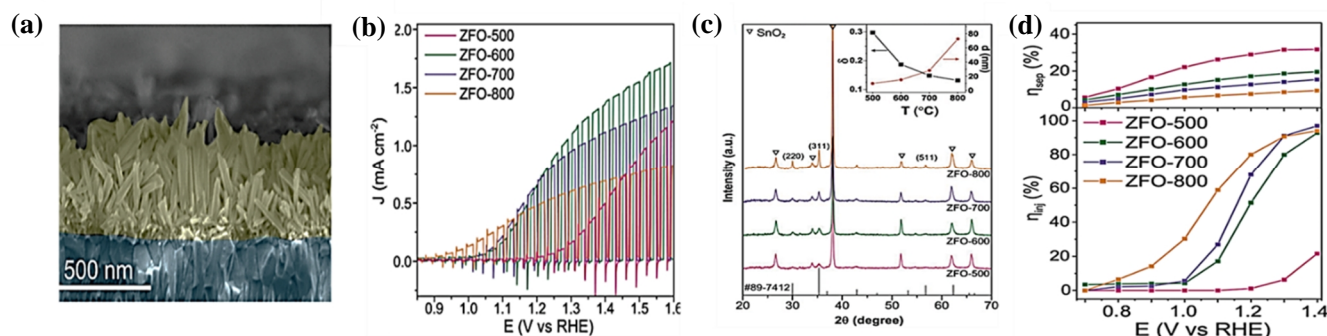 (a)
500 nm
(b)
ZFO-500
ZFO-600
ZFO-700
ZFO-800
J (mA cm⁻²)
2.0
1.5
1.0
0.5
0.0
0.9 1.0 1.1 1.2 1.3 1.4 1.5 1.6
E (V vs RHE)
(c)
▿ SnO₂
0.3
0.2
0.1
80
60
40
20
0
d (nm)
500 600 700 800
T (°C)
Intensity (a.u.)
(220)
(311)
(511)
ZFO-800
ZFO-700
ZFO-600
ZFO-500
#89-7412
20 30 40 50 60 70
2θ (degree)
(d)
η_sep (%)
40
20
0
η_inj (%)
100
80
60
40
20
0
ZFO-500
ZFO-600
ZFO-700
ZFO-800
0.8 1.0 1.2 1.4
E (V vs RHE)